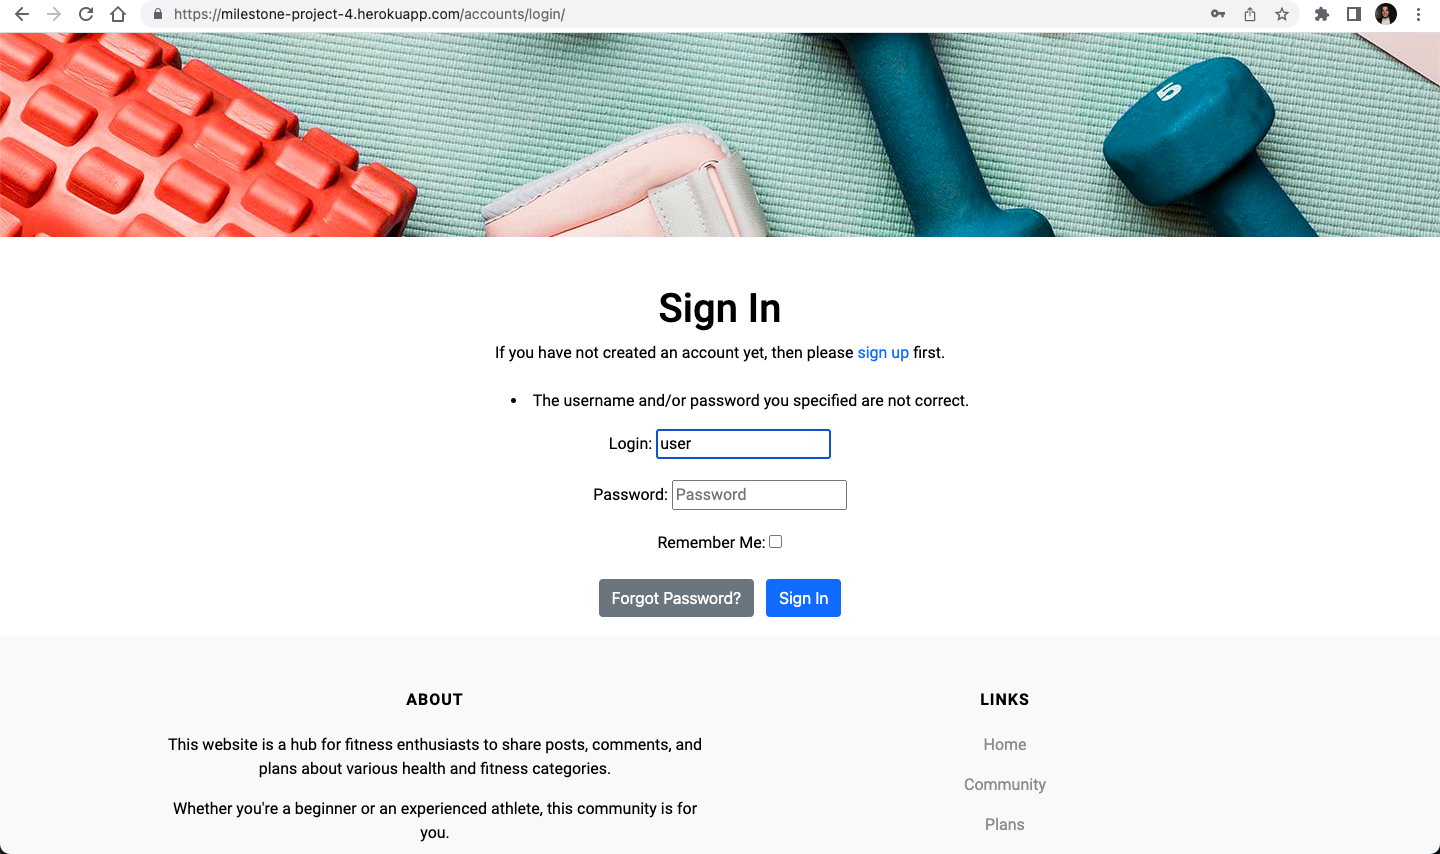 https://milestone-project-4.herokuapp.com/accounts/login/
5
Sign In
If you have not created an account yet, then please sign up first.
• The username and/or password you specified are not correct.
Login: user
Password: Password
Remember Me:
Forgot Password? Sign In
ABOUT
This website is a hub for fitness enthusiasts to share posts, comments, and
plans about various health and fitness categories.
Whether you're a beginner or an experienced athlete, this community is for
you.
LINKS
Home
Community
Plans